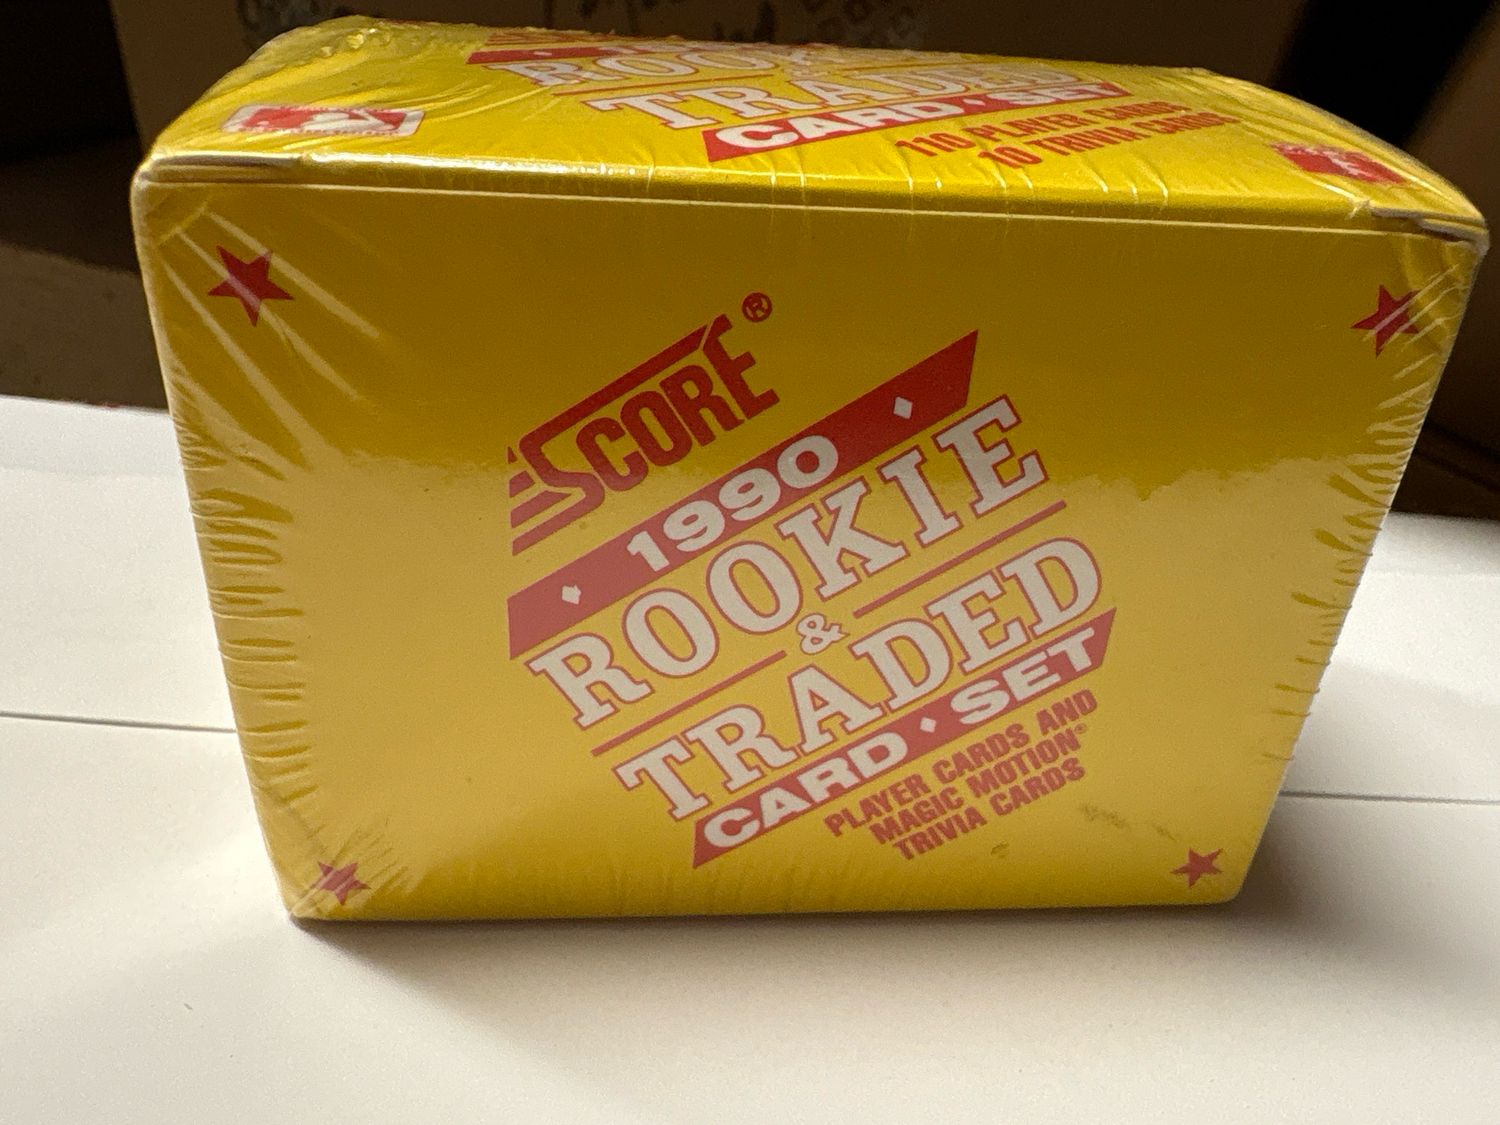 ROOKIE
&
TRADED
CARD SET
110 PLAYER CARDS
10 TRIVIA CARDS
SCORE®
1990
ROOKIE
&
TRADED
CARD SET
PLAYER CARDS AND
MAGIC MOTION®
TRIVIA CARDS